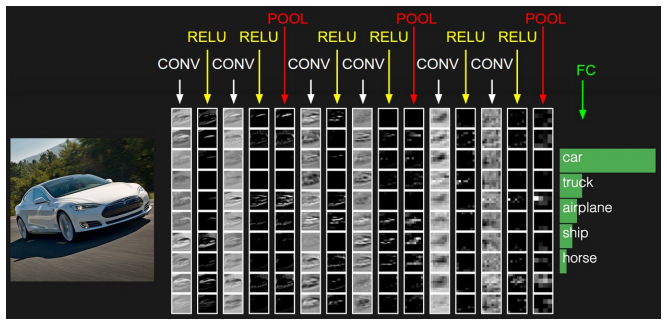 POOL POOL POOL
RELU RELU RELU RELU RELU RELU
CONV CONV CONV CONV CONV CONV
FC
car
truck
airplane
ship
horse